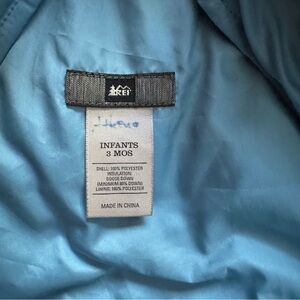 REI
INFANTS
3 MOS
SHELL: 100% POLYESTER
INSULATION:
GOOSE DOWN
(MINIMUM 80% DOWN)
LINING: 100% POLYESTER
MADE IN CHINA